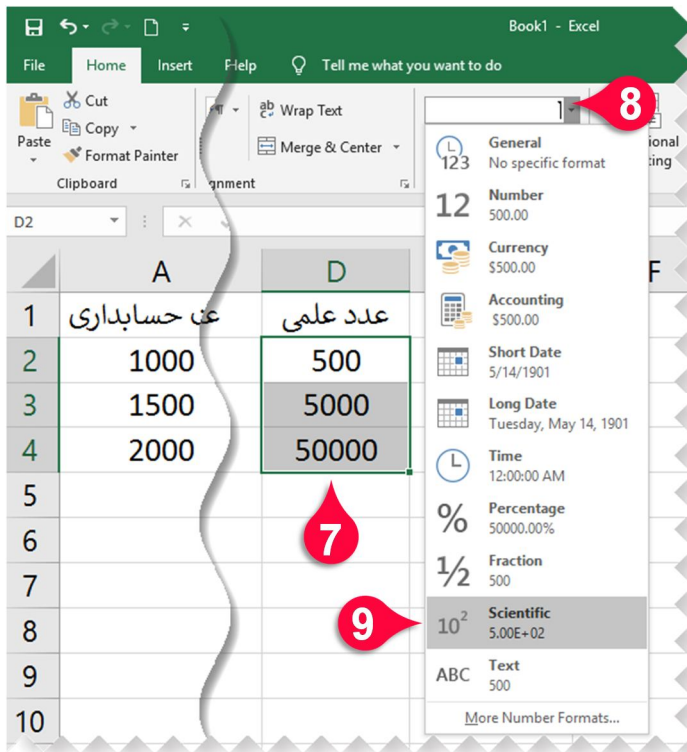 Book1 - Excel
File Home Insert Help Tell me what you want to do
Cut
Copy
Format Painter
Paste
Clipboard
Wrap Text
Merge & Center
gnment
ional
ing
8
D2
A D F
1 حسابداری عدد علمی
2 1000 500
3 1500 5000
4 2000 50000
5
6
7
8
9
10
7
9
123
General
No specific format
12
Number
500.00
Currency
$500.00
Accounting
$500.00
Short Date
5/14/1901
Long Date
Tuesday, May 14, 1901
Time
12:00:00 AM
%
Percentage
50000.00%
1/2
Fraction
500
10²
Scientific
5.00E+02
ABC
Text
500
More Number Formats...